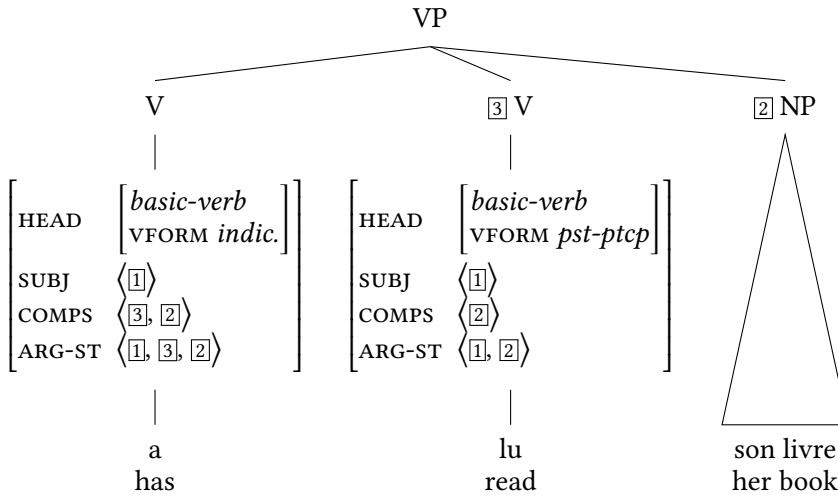 VP
V 3 V 2 NP
HEAD [basic-verb VFORM indic.] HEAD [basic-verb VFORM pst-ptcp]
SUBJ ⟨1⟩ SUBJ ⟨1⟩
COMPS ⟨3, 2⟩ COMPS ⟨2⟩
ARG-ST ⟨1, 3, 2⟩ ARG-ST ⟨1, 2⟩
a lu son livre
has read her book